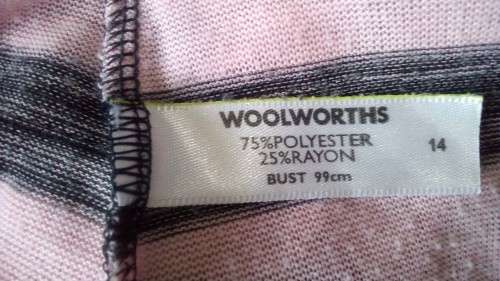 WOOLWORTHS
75%POLYESTER 14
25%RAYON
BUST 99cm